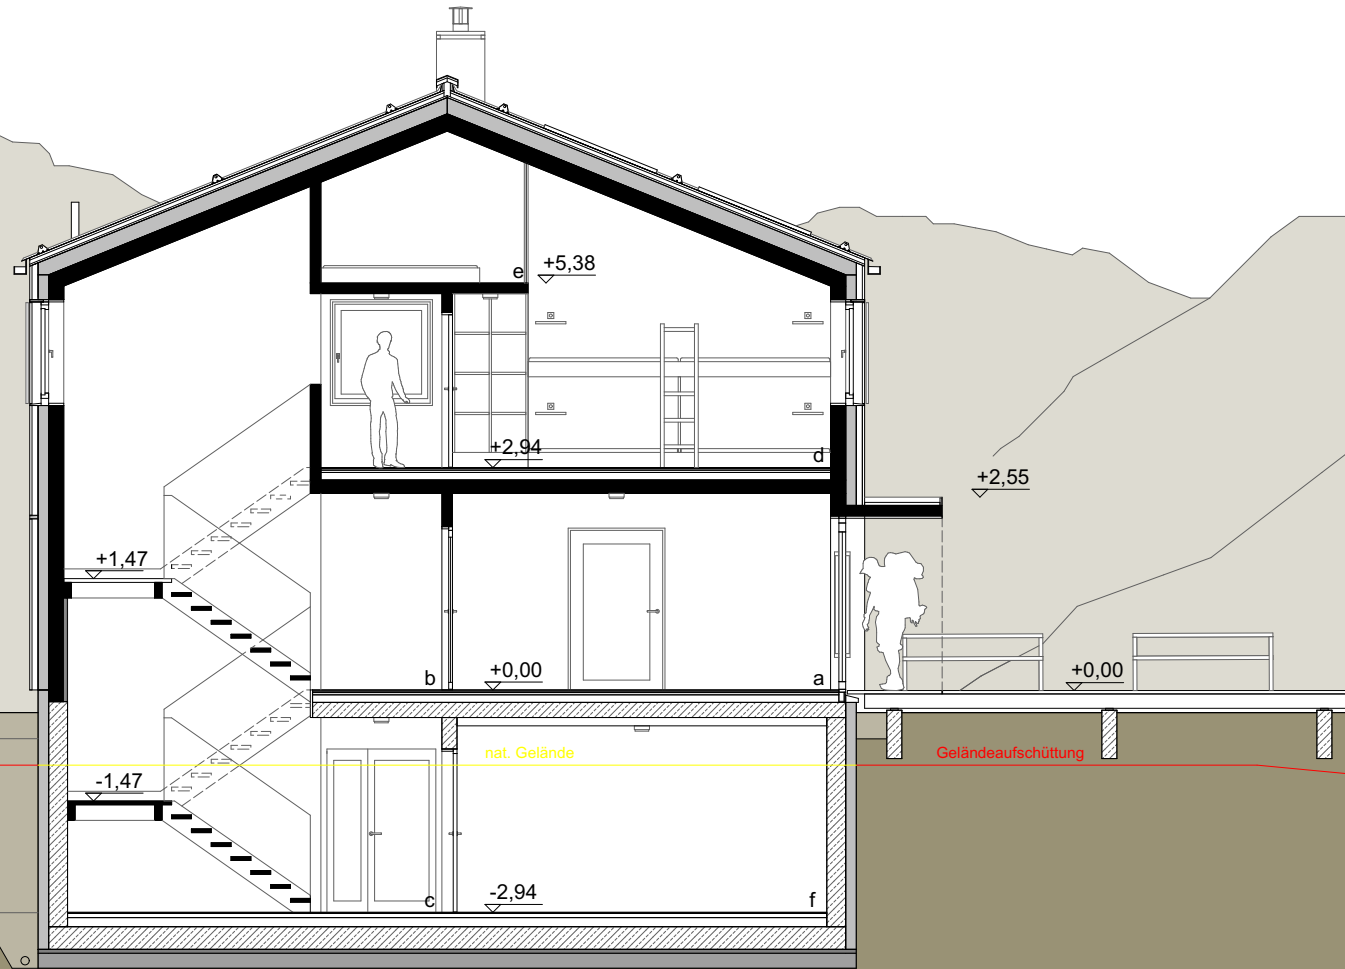 e
+5,38
+2,94
d
+2,55
+1,47
b
+0,00
a
+0,00
nat. Gelände
Geländeaufschüttung
-1,47
c
-2,94
f